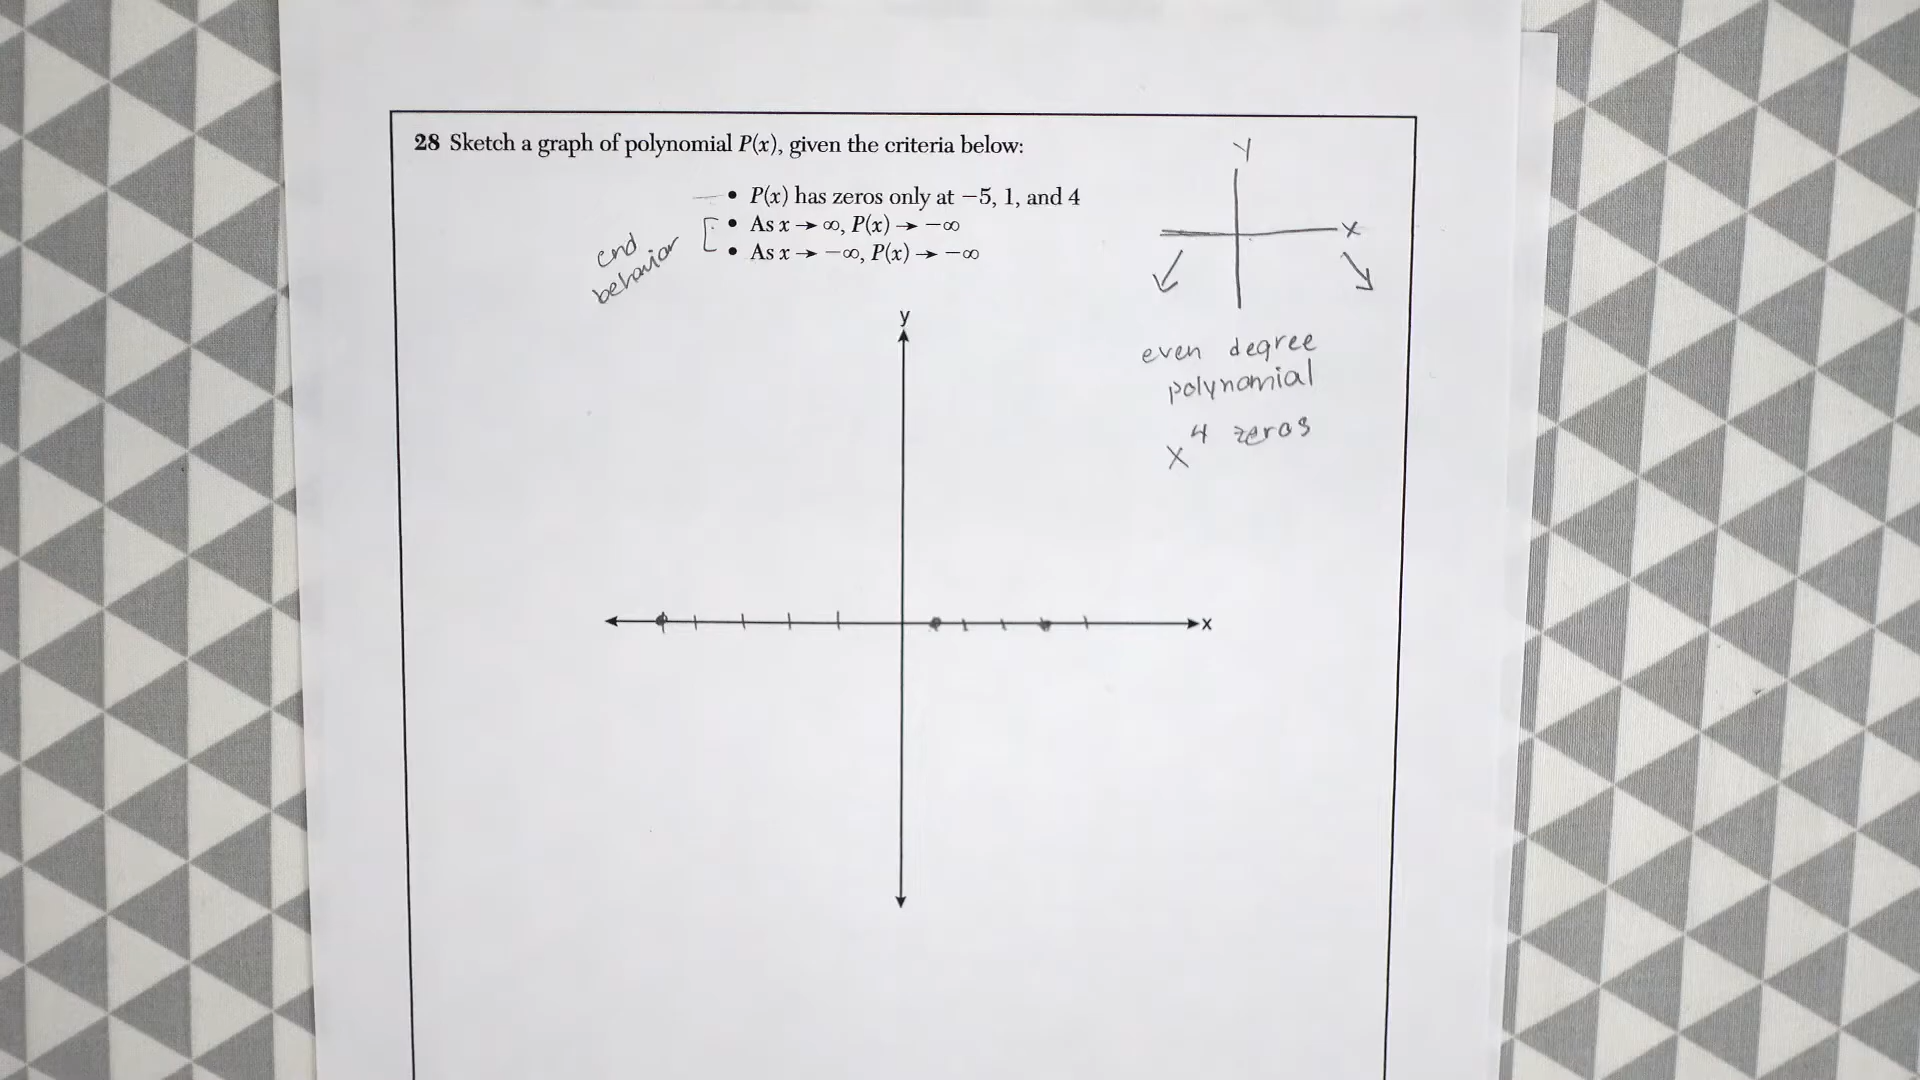 28 Sketch a graph of polynomial P(x), given the criteria below:
• P(x) has zeros only at −5, 1, and 4
• As x → ∞, P(x) → −∞
• As x → −∞, P(x) → −∞
end
behavior
y
x
even degree
polynomial
x⁴ zeros
y
x